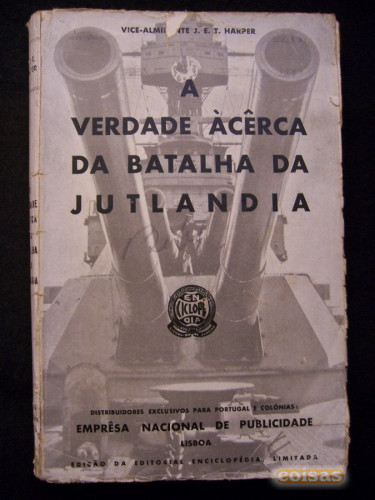 VICE-ALMIRANTE J. E. T. HARPER
A
VERDADE ÀCÊRCA
DA BATALHA DA
JUTLANDIA
EN
CICLOPÉ
DIA
DISTRIBUIDORES EXCLUSIVOS PARA PORTUGAL E COLÓNIAS:
EMPRÊSA NACIONAL DE PUBLICIDADE
LISBOA
EDIÇÃO DA EDITORIAL ENCICLOPÉDIA, LIMITADA
coisas